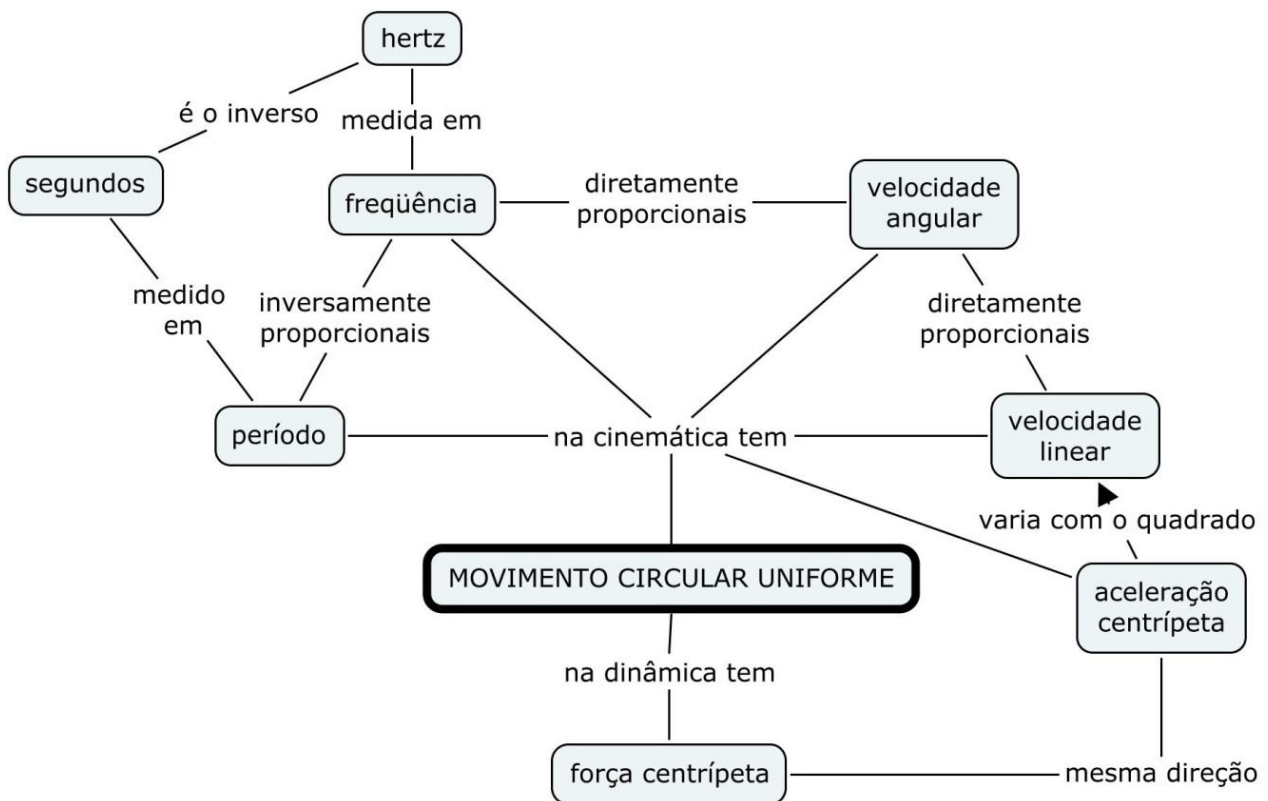 hertz
é o inverso
medida em
segundos
freqüência
diretamente
proporcionais
velocidade
angular
medido
em
inversamente
proporcionais
diretamente
proporcionais
período
na cinemática tem
velocidade
linear
varia com o quadrado
MOVIMENTO CIRCULAR UNIFORME
aceleração
centrípeta
na dinâmica tem
força centrípeta
mesma direção